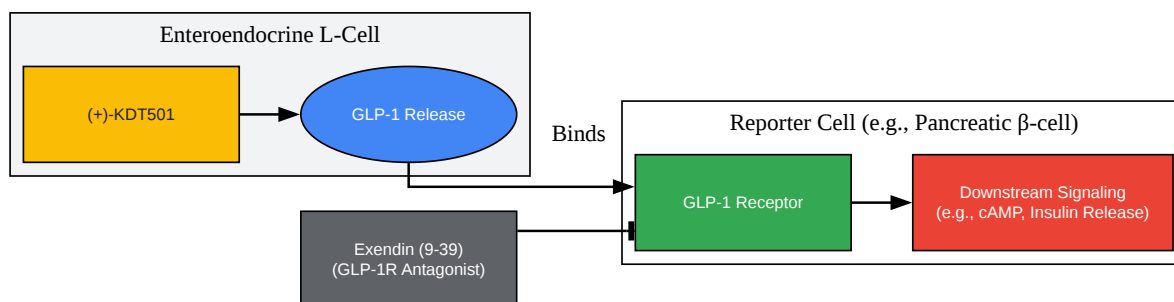 Enteroendocrine L-Cell
(+)-KDT501
GLP-1 Release
Binds
Reporter Cell (e.g., Pancreatic β-cell)
GLP-1 Receptor
Downstream Signaling
(e.g., cAMP, Insulin Release)
Exendin (9-39)
(GLP-1R Antagonist)